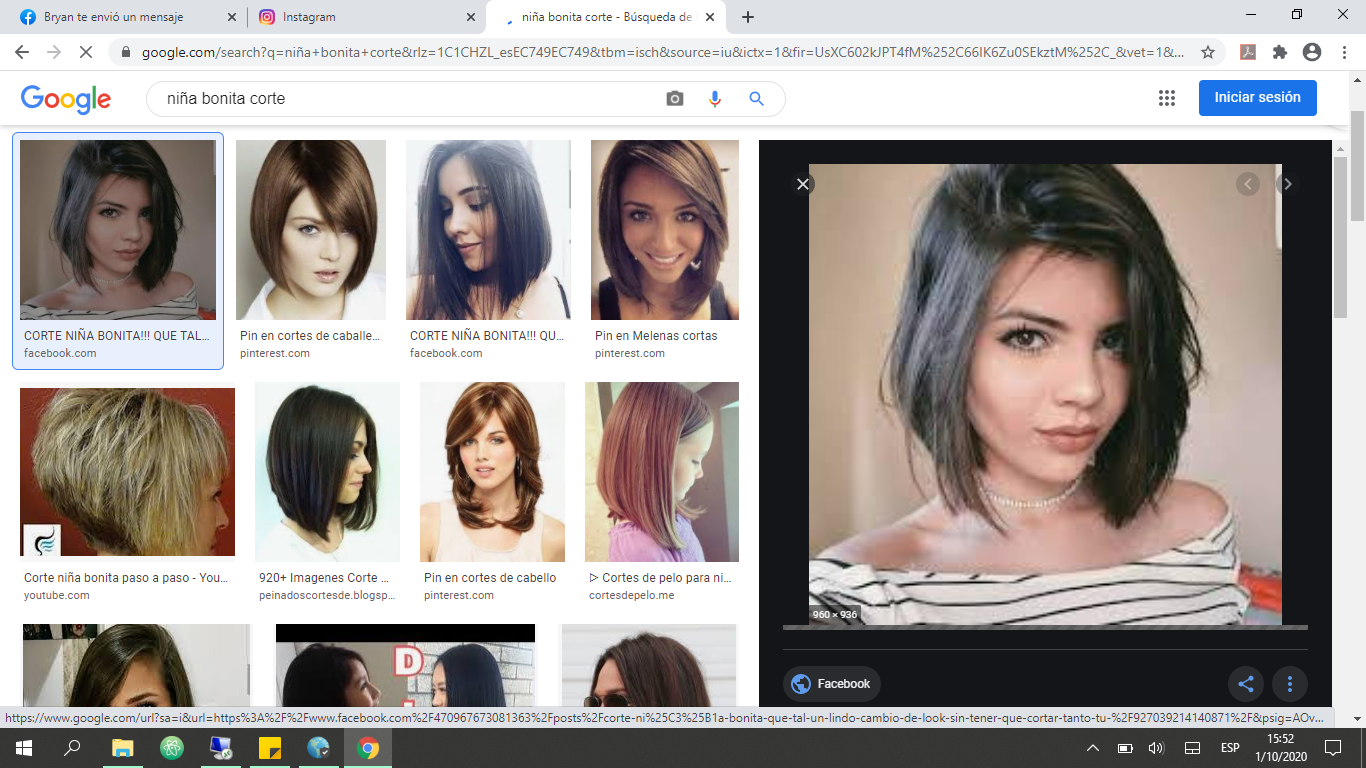 Bryan te envió un mensaje
Instagram
niña bonita corte - Búsqueda de
google.com/search?q=niña+bonita+corte&rlz=1C1CHZL_esEC749EC749&tbm=isch&source=iu&ictx=1&fir=UsXC602kJPT4fM%252C66IK6Zu0SEkztM%252C_&vet=1&...
Google
niña bonita corte
Iniciar sesión
CORTE NIÑA BONITA!!! QUE TAL...
facebook.com
Pin en cortes de caballe...
pinterest.com
CORTE NIÑA BONITA!!! QU...
facebook.com
Pin en Melenas cortas
pinterest.com
960 × 936
Corte niña bonita paso a paso - You...
youtube.com
920+ Imagenes Corte ...
peinadoscortesde.blogsp...
Pin en cortes de cabello
pinterest.com
ᐅ Cortes de pelo para ni...
cortesdepelo.me
D
Facebook
https://www.google.com/url?sa=i&url=https%3A%2F%2Fwww.facebook.com%2F470967673081363%2Fposts%2Fcorte-ni%25C3%25B1a-bonita-que-tal-un-lindo-cambio-de-look-sin-tener-que-cortar-tanto-tu-%2F927039214140871%2F&psig=AOv...
ESP
15:52
1/10/2020